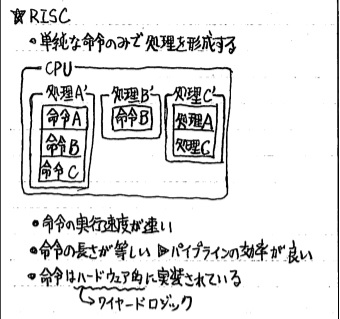 ☆ RISC
•単純な命令のみで処理を形成する
CPU
処理A'
命令A
命令B
命令C
処理B'
命令B
処理C'
処理A
処理C
•命令の実行速度が速い
•命令の長さが等しい ▷パイプラインの効率が良い
•命令はハードウェア的に実装されている
↳ワイヤードロジック